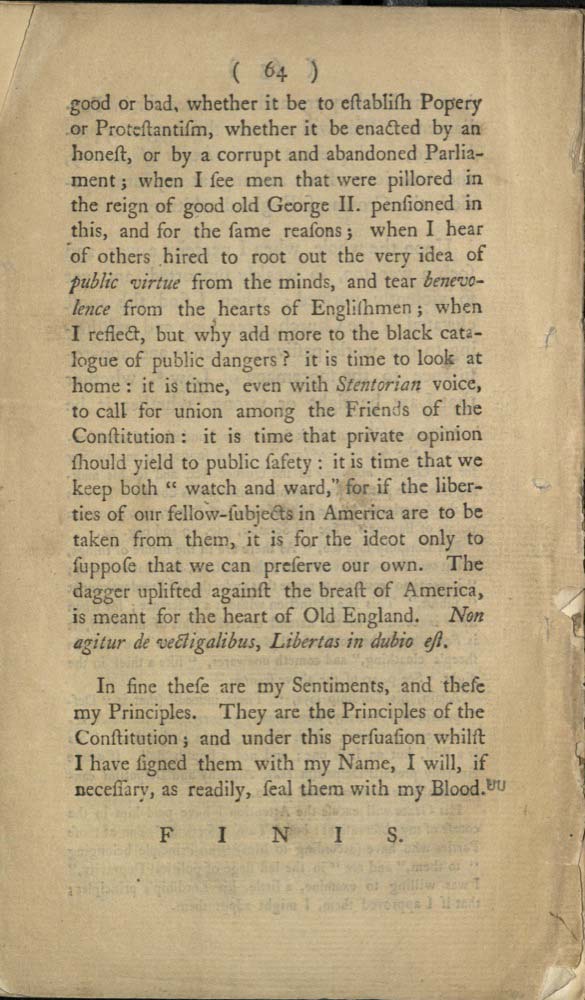 ( 64 )
good or bad, whether it be to eſtabliſh Popery
or Proteſtantiſm, whether it be enacted by an
honeſt, or by a corrupt and abandoned Parlia-
ment; when I ſee men that were pillored in
the reign of good old George II. penſioned in
this, and for the ſame reaſons; when I hear
of others hired to root out the very idea of
public virtue from the minds, and tear benevo-
lence from the hearts of Engliſhmen; when
I reflect, but why add more to the black cata-
logue of public dangers? it is time to look at
home: it is time, even with Stentorian voice,
to call for union among the Friends of the
Conſtitution: it is time that private opinion
ſhould yield to public ſafety: it is time that we
keep both “ watch and ward,” for if the liber-
ties of our fellow-ſubjects in America are to be
taken from them, it is for the ideot only to
ſuppoſe that we can preſerve our own. The
dagger uplifted againſt the breaſt of America,
is meant for the heart of Old England. Non
agitur de vectigalibus, Libertas in dubio eſt.
In fine theſe are my Sentiments, and theſe
my Principles. They are the Principles of the
Conſtitution; and under this perſuaſion whilſt
I have ſigned them with my Name, I will, if
neceſſary, as readily, ſeal them with my Blood.
F I N I S.